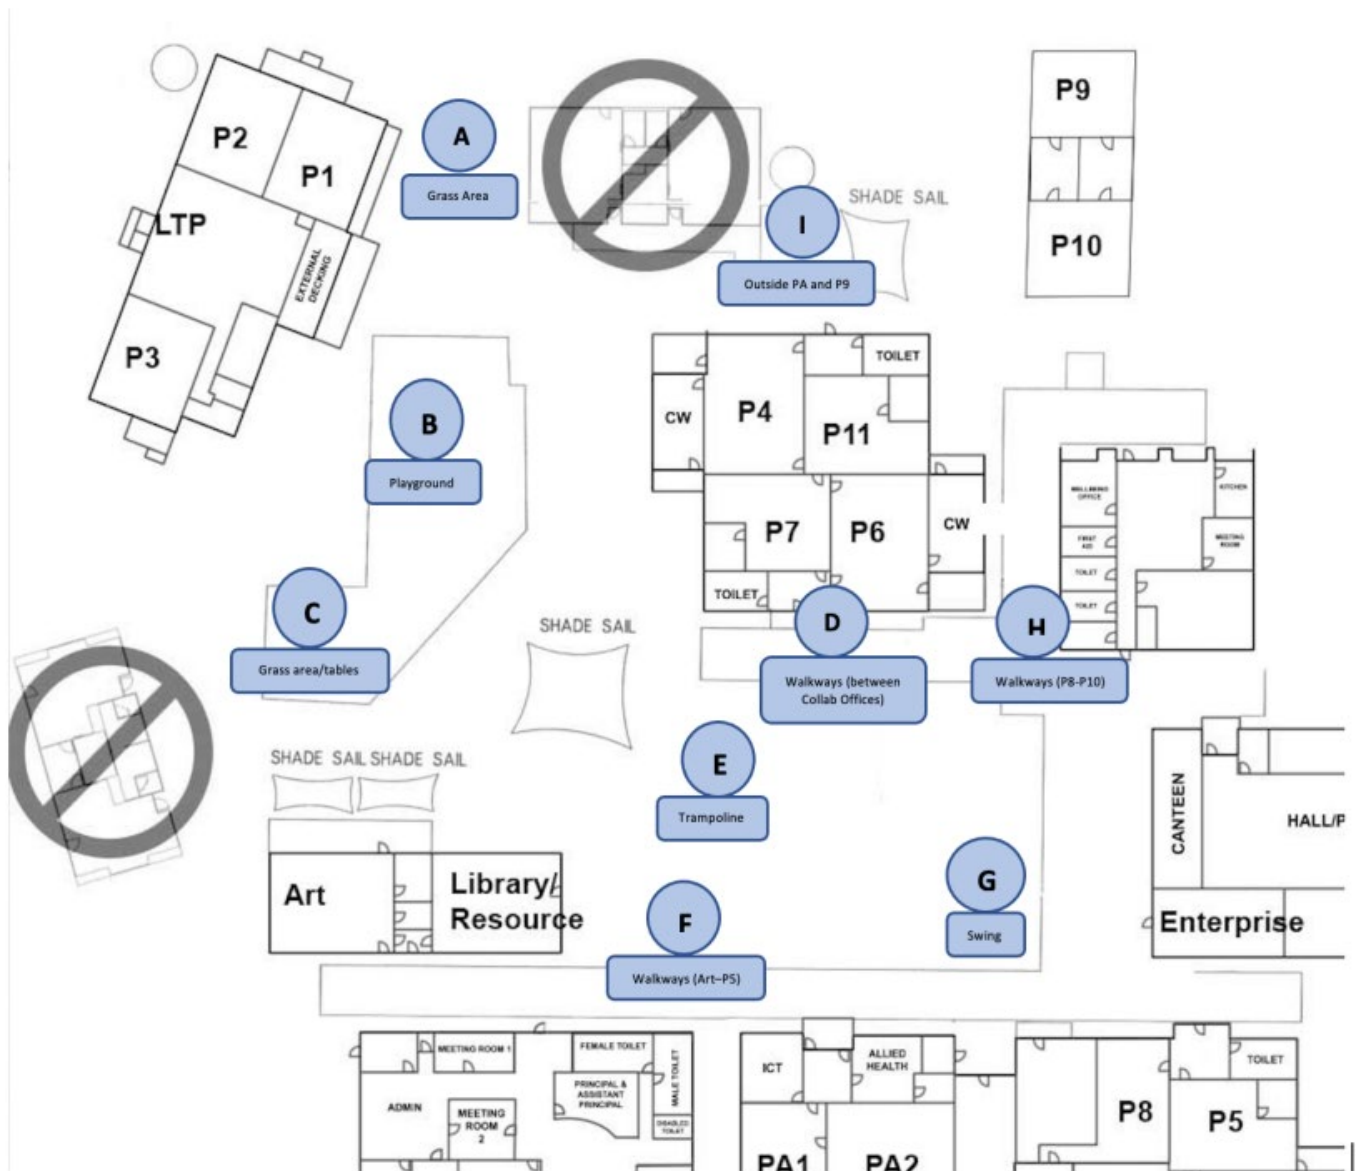 P2
P1
LTP
EXTERNAL
DECKING
P3
A
Grass Area
I
Outside PA and P9
SHADE SAIL
P9
P10
B
Playground
C
Grass area/tables
CW
P4
TOILET
P11
P7
P6
CW
TOILET
WELLBEING
OFFICE
FIRST
AID
TOILET
TOILET
KITCHEN
MEETING
ROOM
D
Walkways (between
Collab Offices)
H
Walkways (P8-P10)
SHADE SAIL
E
Trampoline
SHADE SAIL SHADE SAIL
Art
Library/
Resource
F
Walkways (Art–P5)
G
Swing
CANTEEN
HALL/P
Enterprise
MEETING ROOM 1
ADMIN
MEETING
ROOM
2
FEMALE TOILET
PRINCIPAL &
ASSISTANT
PRINCIPAL
MALE TOILET
DISABLED
TOILET
ICT
ALLIED
HEALTH
PA1
PA2
P8
TOILET
P5